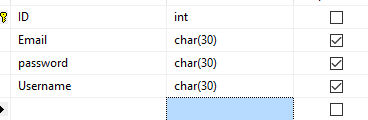 ID int
Email char(30)
password char(30)
Username char(30)